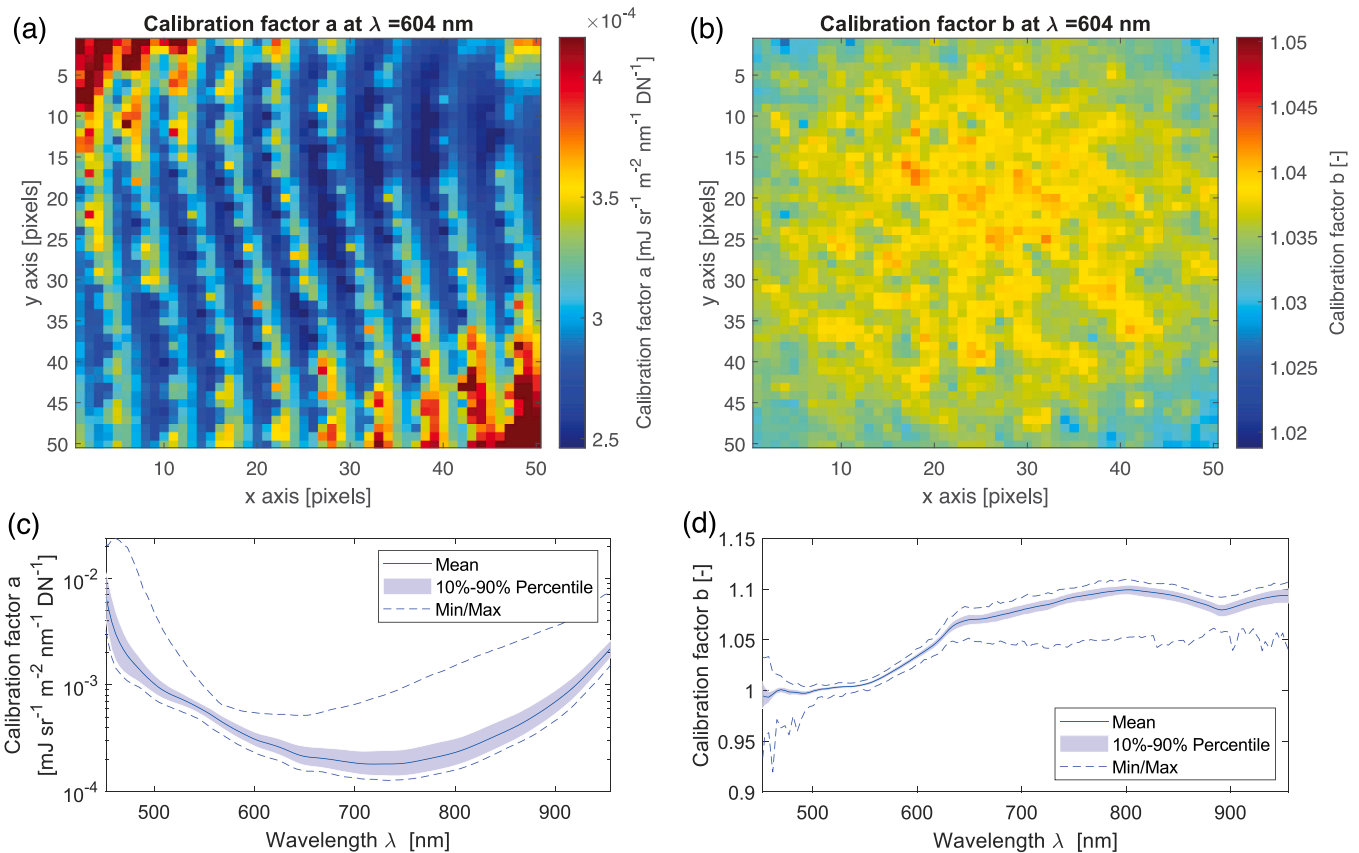 (a)
Calibration factor a at λ =604 nm
×10-4
5
10
15
20
25
30
35
40
45
50
y axis [pixels]
10
20
30
40
50
x axis [pixels]
4
3.5
3
2.5
Calibration factor a [mJ sr-1 m-2 nm-1 DN-1]
(b)
Calibration factor b at λ =604 nm
5
10
15
20
25
30
35
40
45
50
y axis [pixels]
10
20
30
40
50
x axis [pixels]
1.05
1.045
1.04
1.035
1.03
1.025
1.02
Calibration factor b [-]
(c)
Calibration factor a
[mJ sr-1 m-2 nm-1 DN-1]
10-2
10-3
10-4
500
600
700
800
900
Wavelength λ [nm]
Mean
10%-90% Percentile
Min/Max
(d)
Calibration factor b [-]
1.15
1.1
1.05
1
0.95
0.9
500
600
700
800
900
Wavelength λ [nm]
Mean
10%-90% Percentile
Min/Max